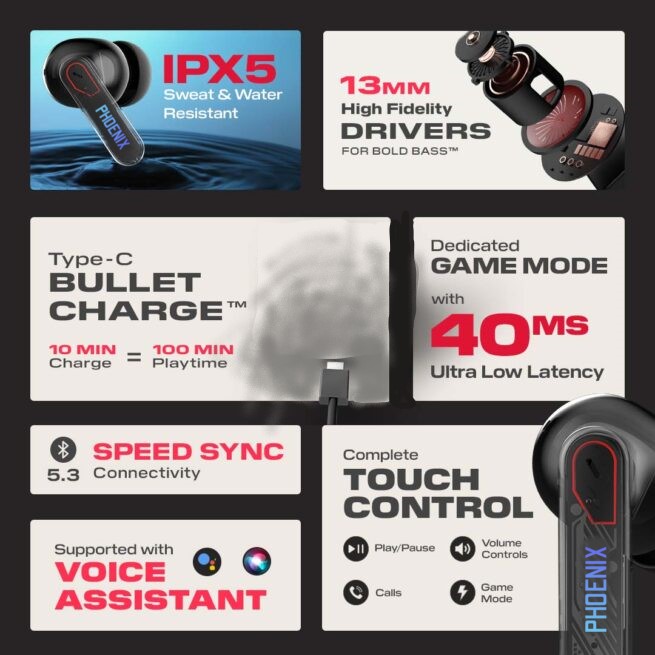 PHOENIX
IPX5
Sweat & Water
Resistant
13MM
High Fidelity
DRIVERS
FOR BOLD BASS™
Type-C
BULLET
CHARGE™
10 MIN = 100 MIN
Charge Playtime
Dedicated
GAME MODE
with
40MS
Ultra Low Latency
5.3
SPEED SYNC
Connectivity
Supported with
VOICE
ASSISTANT
Complete
TOUCH
CONTROL
Play/Pause
Volume
Controls
Calls
Game
Mode
PHOENIX